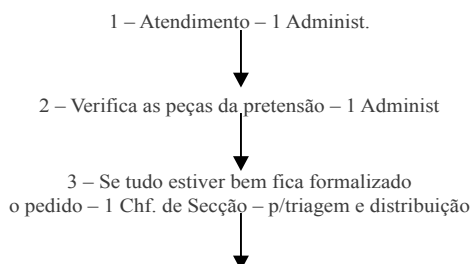 1 – Atendimento – 1 Administ.
2 – Verifica as peças da pretensão – 1 Administ
3 – Se tudo estiver bem fica formalizado
o pedido – 1 Chf. de Secção – p/triagem e distribuição